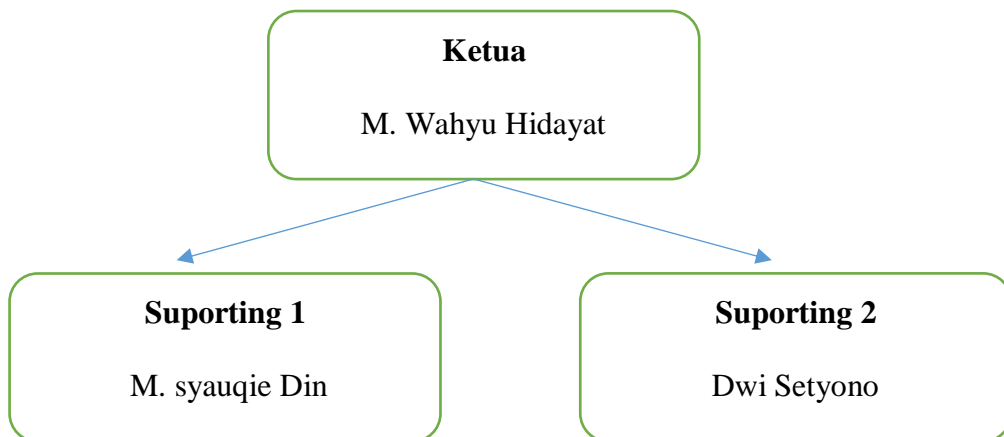 Ketua
M. Wahyu Hidayat
Suporting 1
M. syauqie Din
Suporting 2
Dwi Setyono